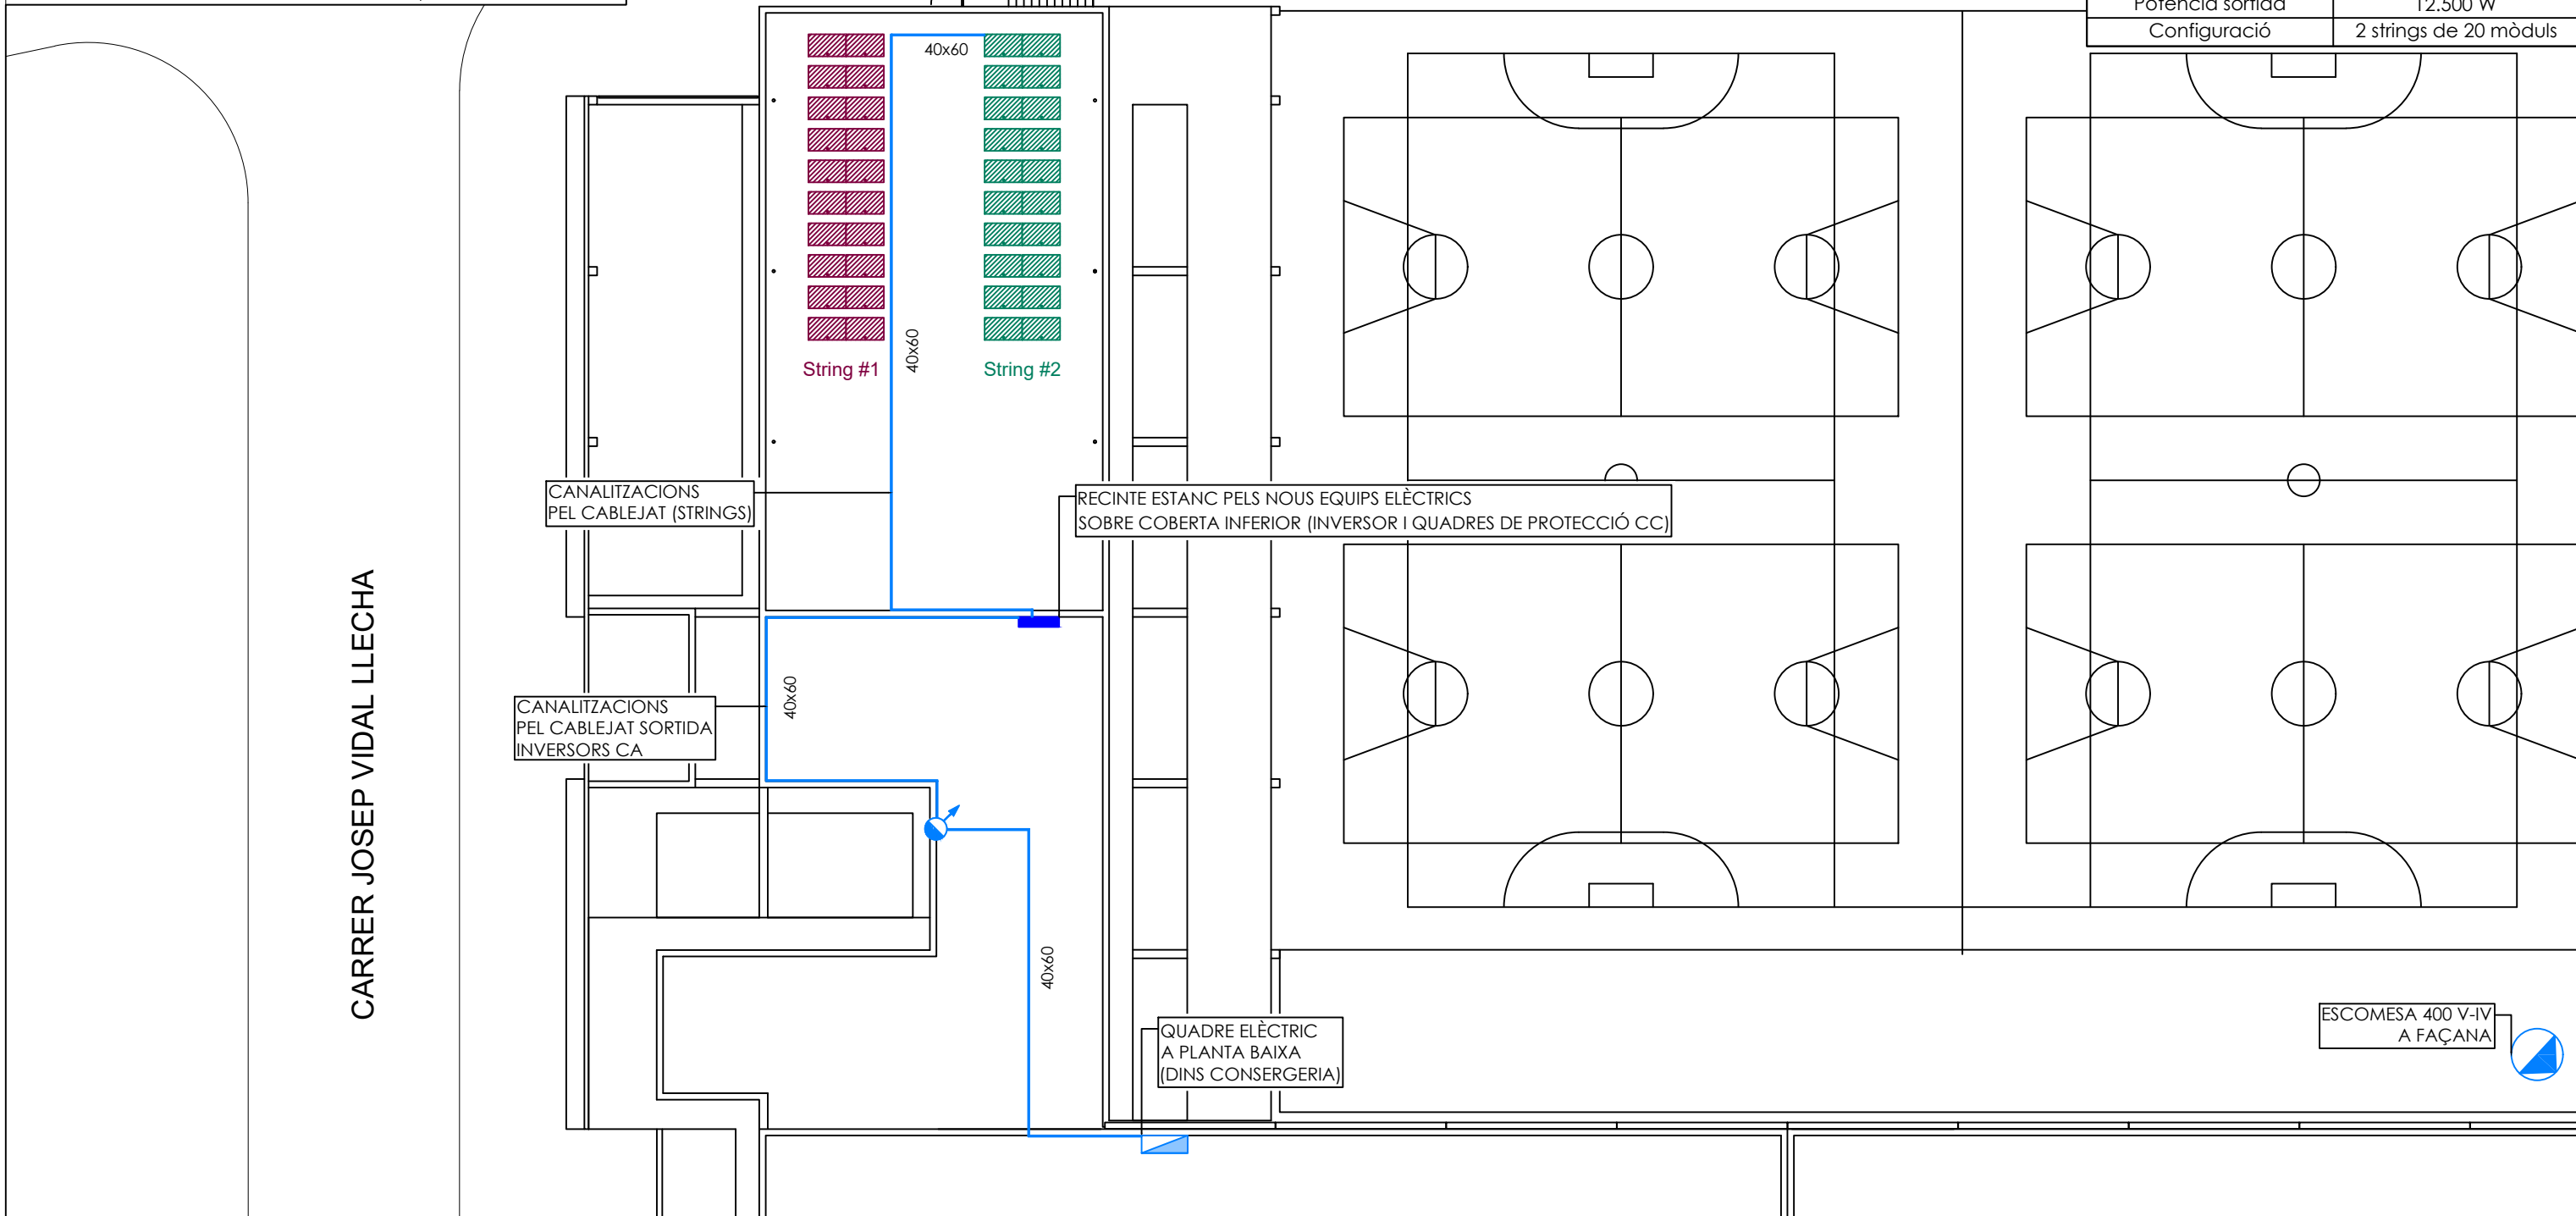 Potència sortida
12.500 W
Configuració
2 strings de 20 mòduls
40x60
String #1
40x60
String #2
CANALITZACIONS
PEL CABLEJAT (STRINGS)
RECINTE ESTANC PELS NOUS EQUIPS ELÈCTRICS
SOBRE COBERTA INFERIOR (INVERSOR I QUADRES DE PROTECCIÓ CC)
CARRER JOSEP VIDAL LLECHA
40x60
CANALITZACIONS
PEL CABLEJAT SORTIDA
INVERSORS CA
40x60
QUADRE ELÈCTRIC
A PLANTA BAIXA
(DINS CONSERGERIA)
ESCOMESA 400 V-IV
A FAÇANA